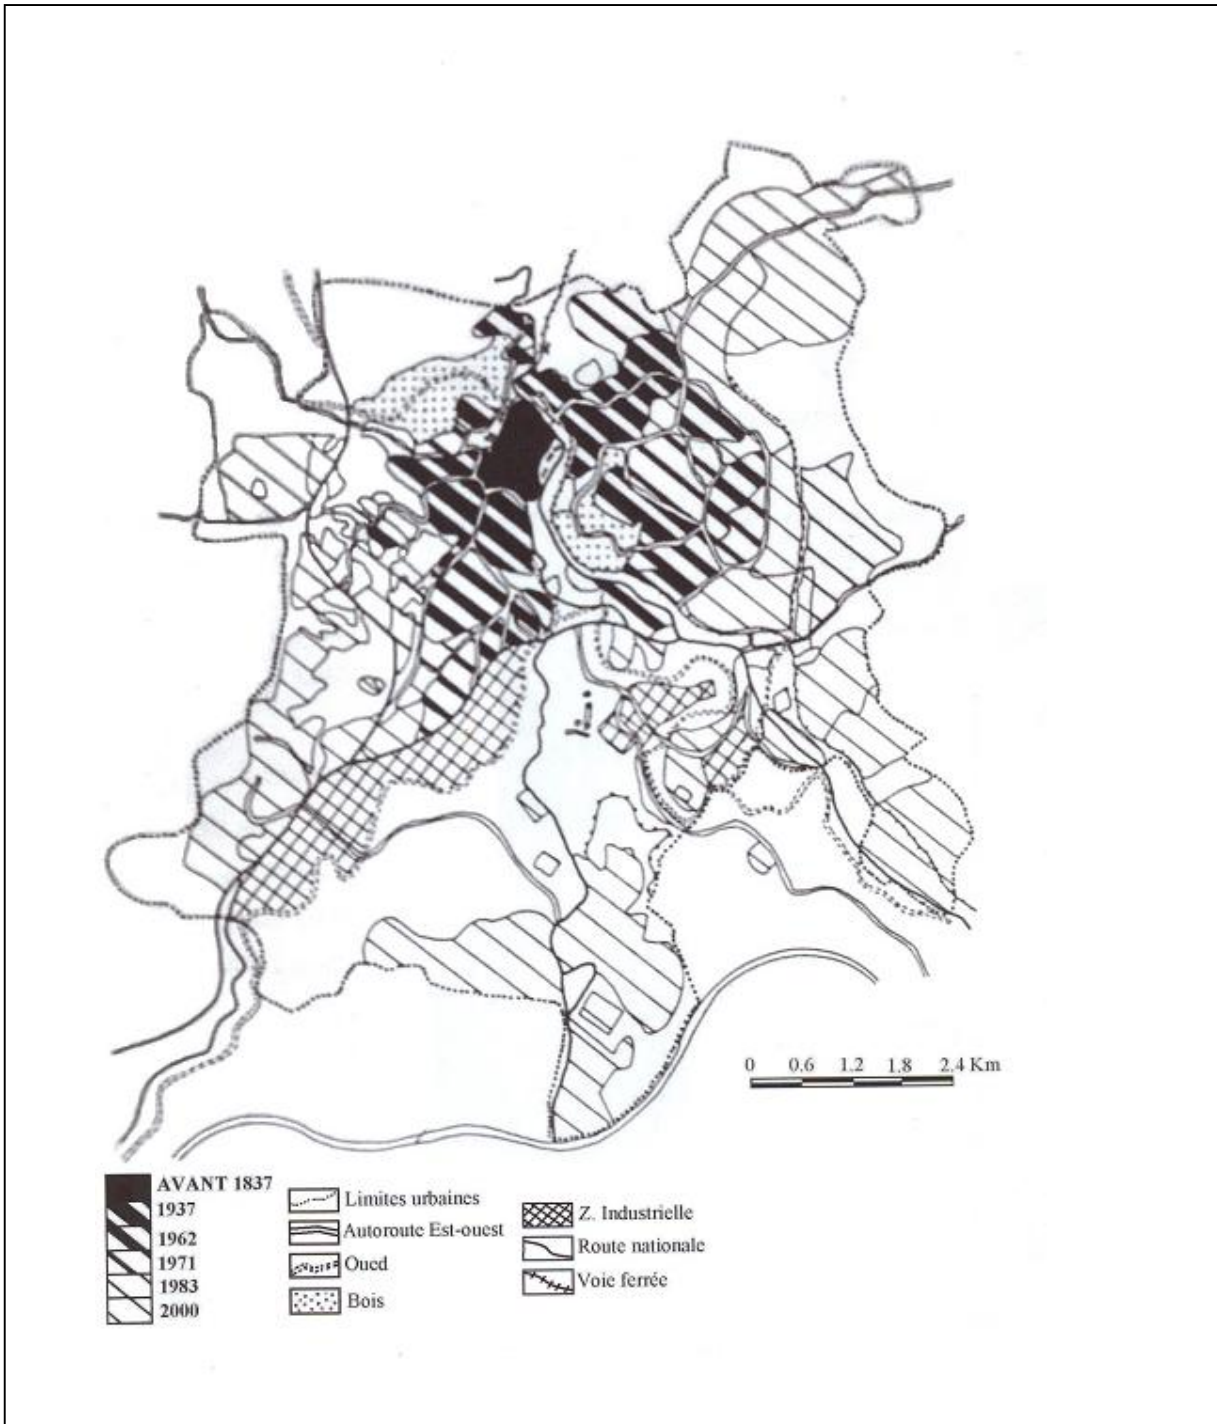 0 0.6 1.2 1.8 2.4 Km
AVANT 1837
1937
1962
1971
1983
2000
Limites urbaines
Autoroute Est-ouest
Oued
Bois
Z. Industrielle
Route nationale
Voie ferrée